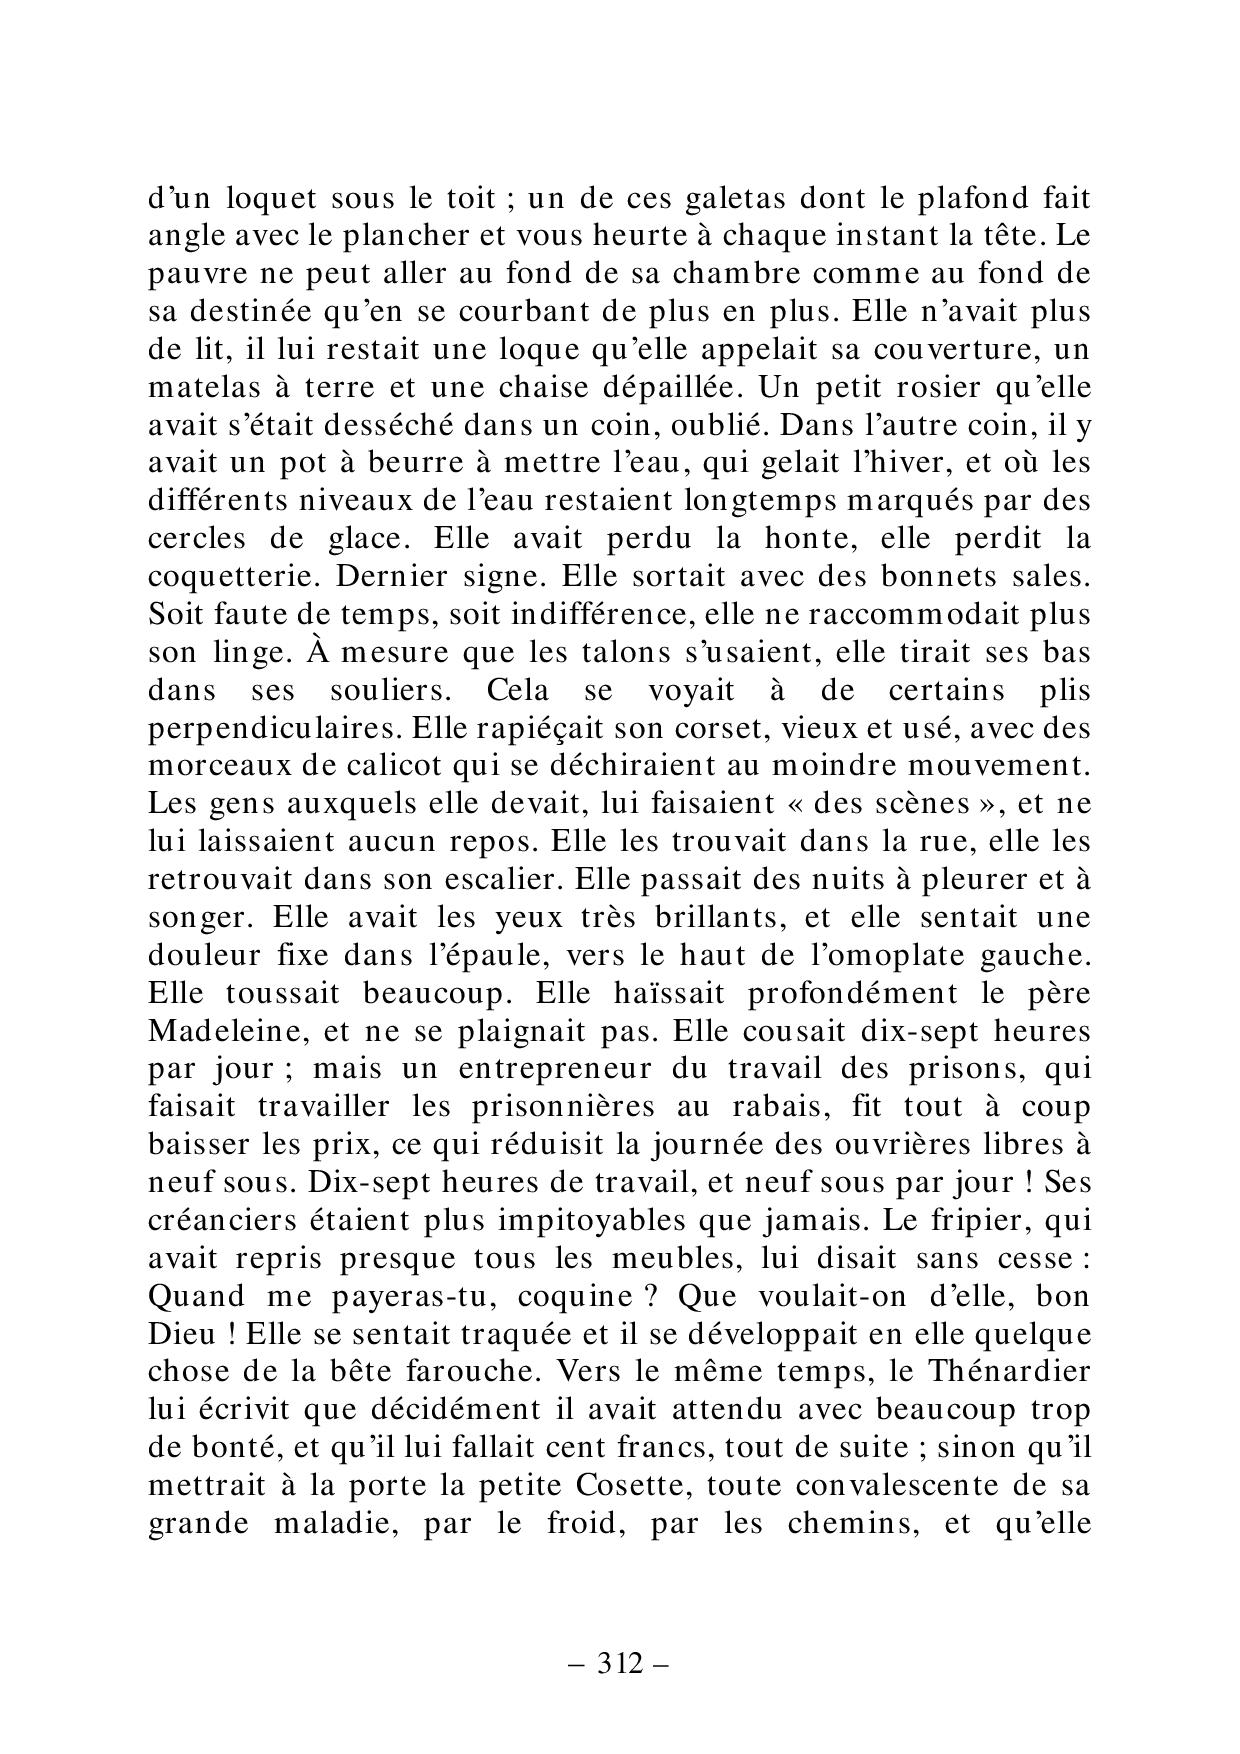 d’un loquet sous le toit ; un de ces galetas dont le plafond fait
angle avec le plancher et vous heurte à chaque instant la tête. Le
pauvre ne peut aller au fond de sa chambre comme au fond de
sa destinée qu’en se courbant de plus en plus. Elle n’avait plus
de lit, il lui restait une loque qu’elle appelait sa couverture, un
matelas à terre et une chaise dépaillée. Un petit rosier qu’elle
avait s’était desséché dans un coin, oublié. Dans l’autre coin, il y
avait un pot à beurre à mettre l’eau, qui gelait l’hiver, et où les
différents niveaux de l’eau restaient longtemps marqués par des
cercles de glace. Elle avait perdu la honte, elle perdit la
coquetterie. Dernier signe. Elle sortait avec des bonnets sales.
Soit faute de temps, soit indifférence, elle ne raccommodait plus
son linge. À mesure que les talons s’usaient, elle tirait ses bas
dans ses souliers. Cela se voyait à de certains plis
perpendiculaires. Elle rapiéçait son corset, vieux et usé, avec des
morceaux de calicot qui se déchiraient au moindre mouvement.
Les gens auxquels elle devait, lui faisaient « des scènes », et ne
lui laissaient aucun repos. Elle les trouvait dans la rue, elle les
retrouvait dans son escalier. Elle passait des nuits à pleurer et à
songer. Elle avait les yeux très brillants, et elle sentait une
douleur fixe dans l’épaule, vers le haut de l’omoplate gauche.
Elle toussait beaucoup. Elle haïssait profondément le père
Madeleine, et ne se plaignait pas. Elle cousait dix-sept heures
par jour ; mais un entrepreneur du travail des prisons, qui
faisait travailler les prisonnières au rabais, fit tout à coup
baisser les prix, ce qui réduisit la journée des ouvrières libres à
neuf sous. Dix-sept heures de travail, et neuf sous par jour ! Ses
créanciers étaient plus impitoyables que jamais. Le fripier, qui
avait repris presque tous les meubles, lui disait sans cesse :
Quand me payeras-tu, coquine ? Que voulait-on d’elle, bon
Dieu ! Elle se sentait traquée et il se développait en elle quelque
chose de la bête farouche. Vers le même temps, le Thénardier
lui écrivit que décidément il avait attendu avec beaucoup trop
de bonté, et qu’il lui fallait cent francs, tout de suite ; sinon qu’il
mettrait à la porte la petite Cosette, toute convalescente de sa
grande maladie, par le froid, par les chemins, et qu’elle
– 312 –